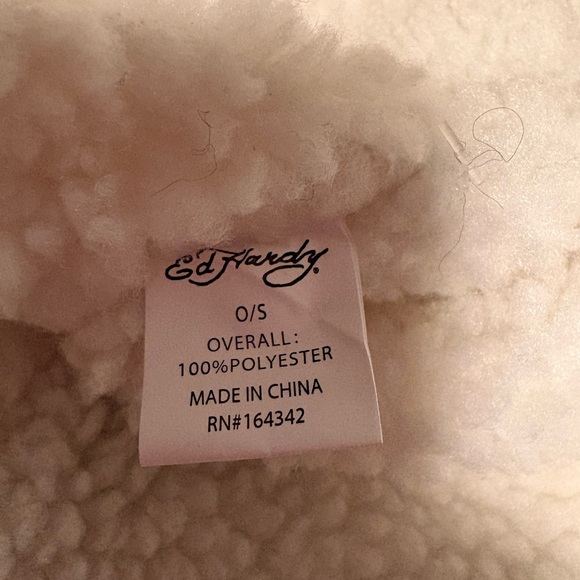 Ed Hardy
O/S
OVERALL:
100%POLYESTER
MADE IN CHINA
RN#164342